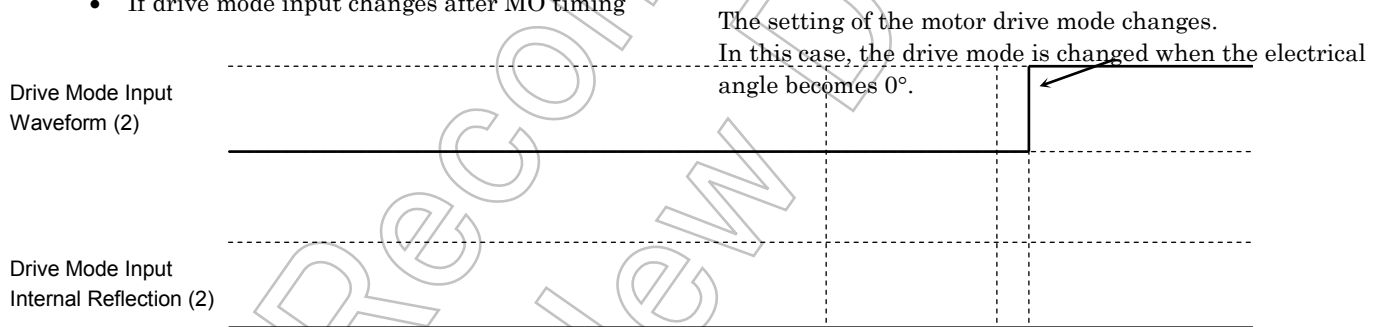 • If drive mode input changes after MO timing
The setting of the motor drive mode changes.
In this case, the drive mode is changed when the electrical
angle becomes 0°.
Drive Mode Input
Waveform (2)
Drive Mode Input
Internal Reflection (2)